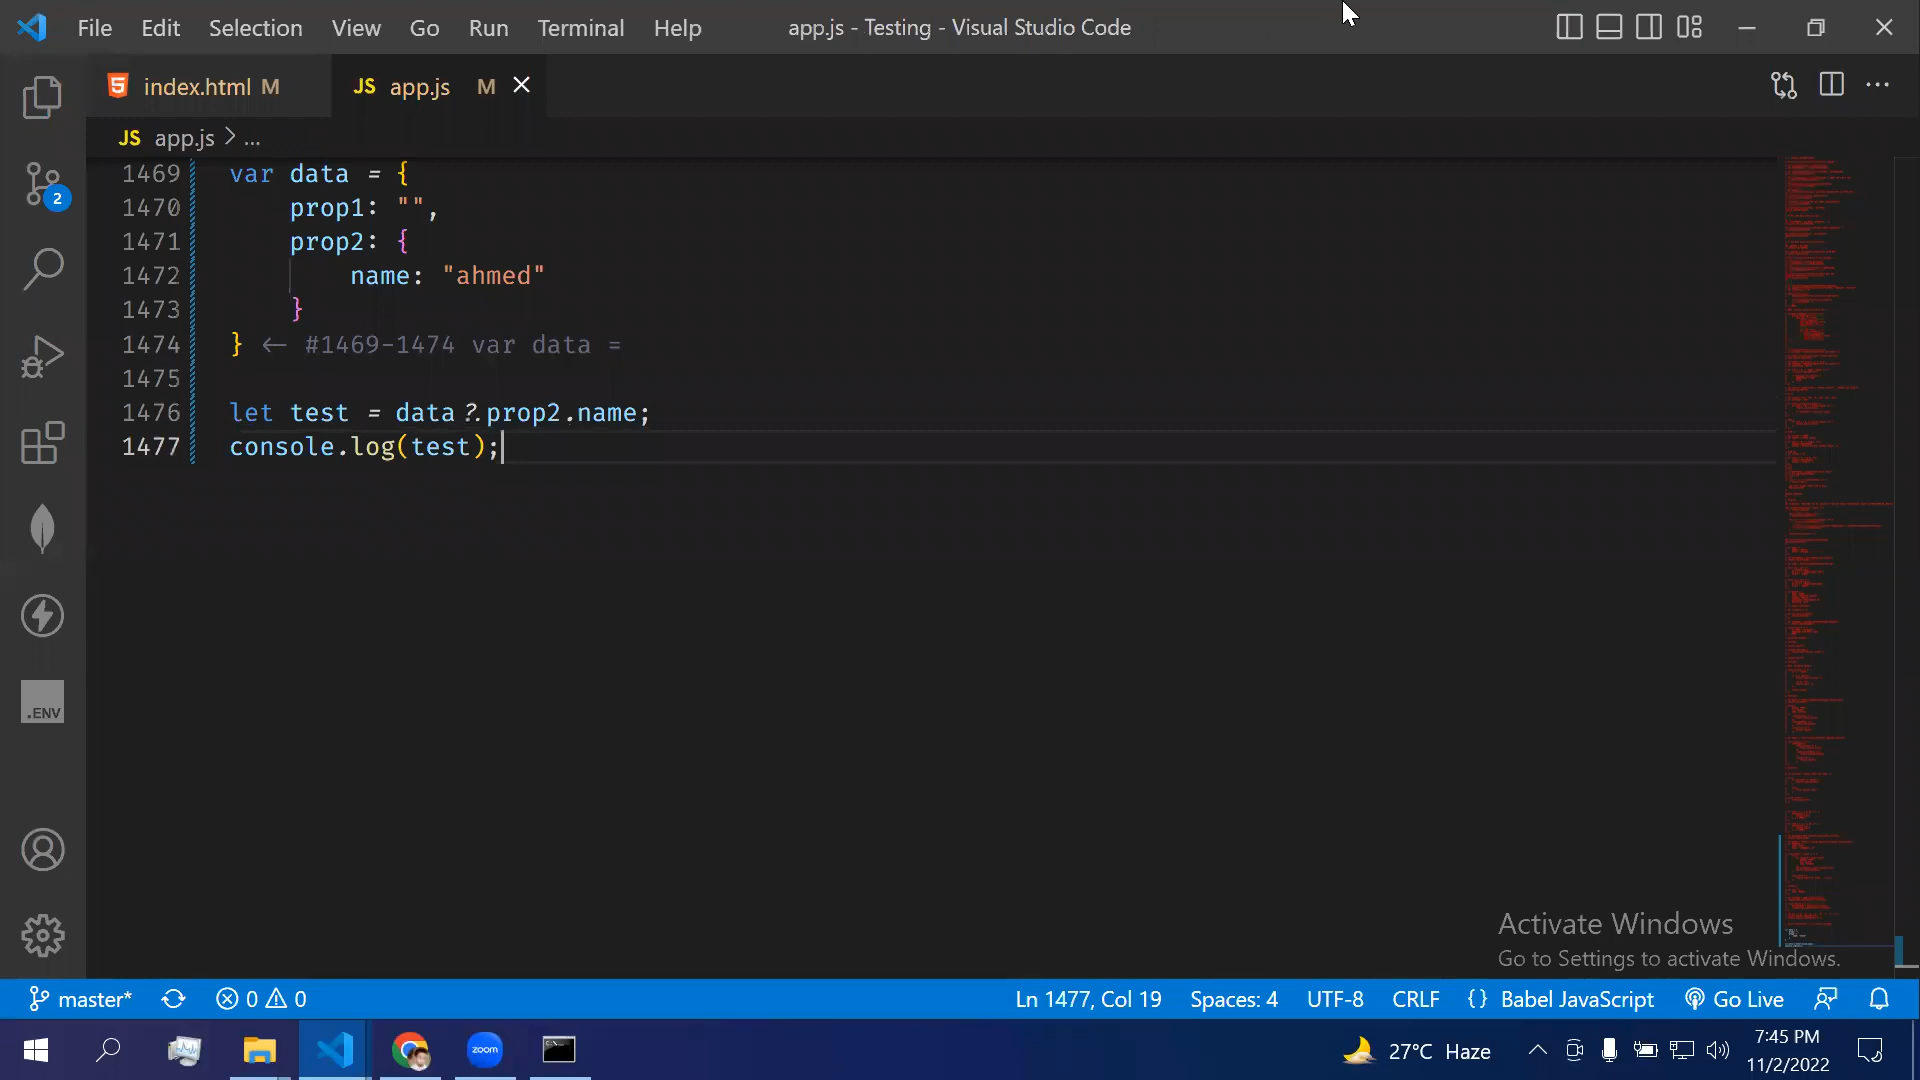 File Edit Selection View Go Run Terminal Help app.js - Testing - Visual Studio Code
index.html M JS app.js M
JS app.js > ...
1469 var data = {
1470 prop1: "",
1471 prop2: {
1472 name: "ahmed"
1473 }
1474 } <- #1469-1474 var data =
1475
1476 let test = data?.prop2.name;
1477 console.log(test);
2
.ENV
Activate Windows
Go to Settings to activate Windows.
master* 0 0 Ln 1477, Col 19 Spaces: 4 UTF-8 CRLF {} Babel JavaScript Go Live
zoom 27°C Haze 7:45 PM
11/2/2022